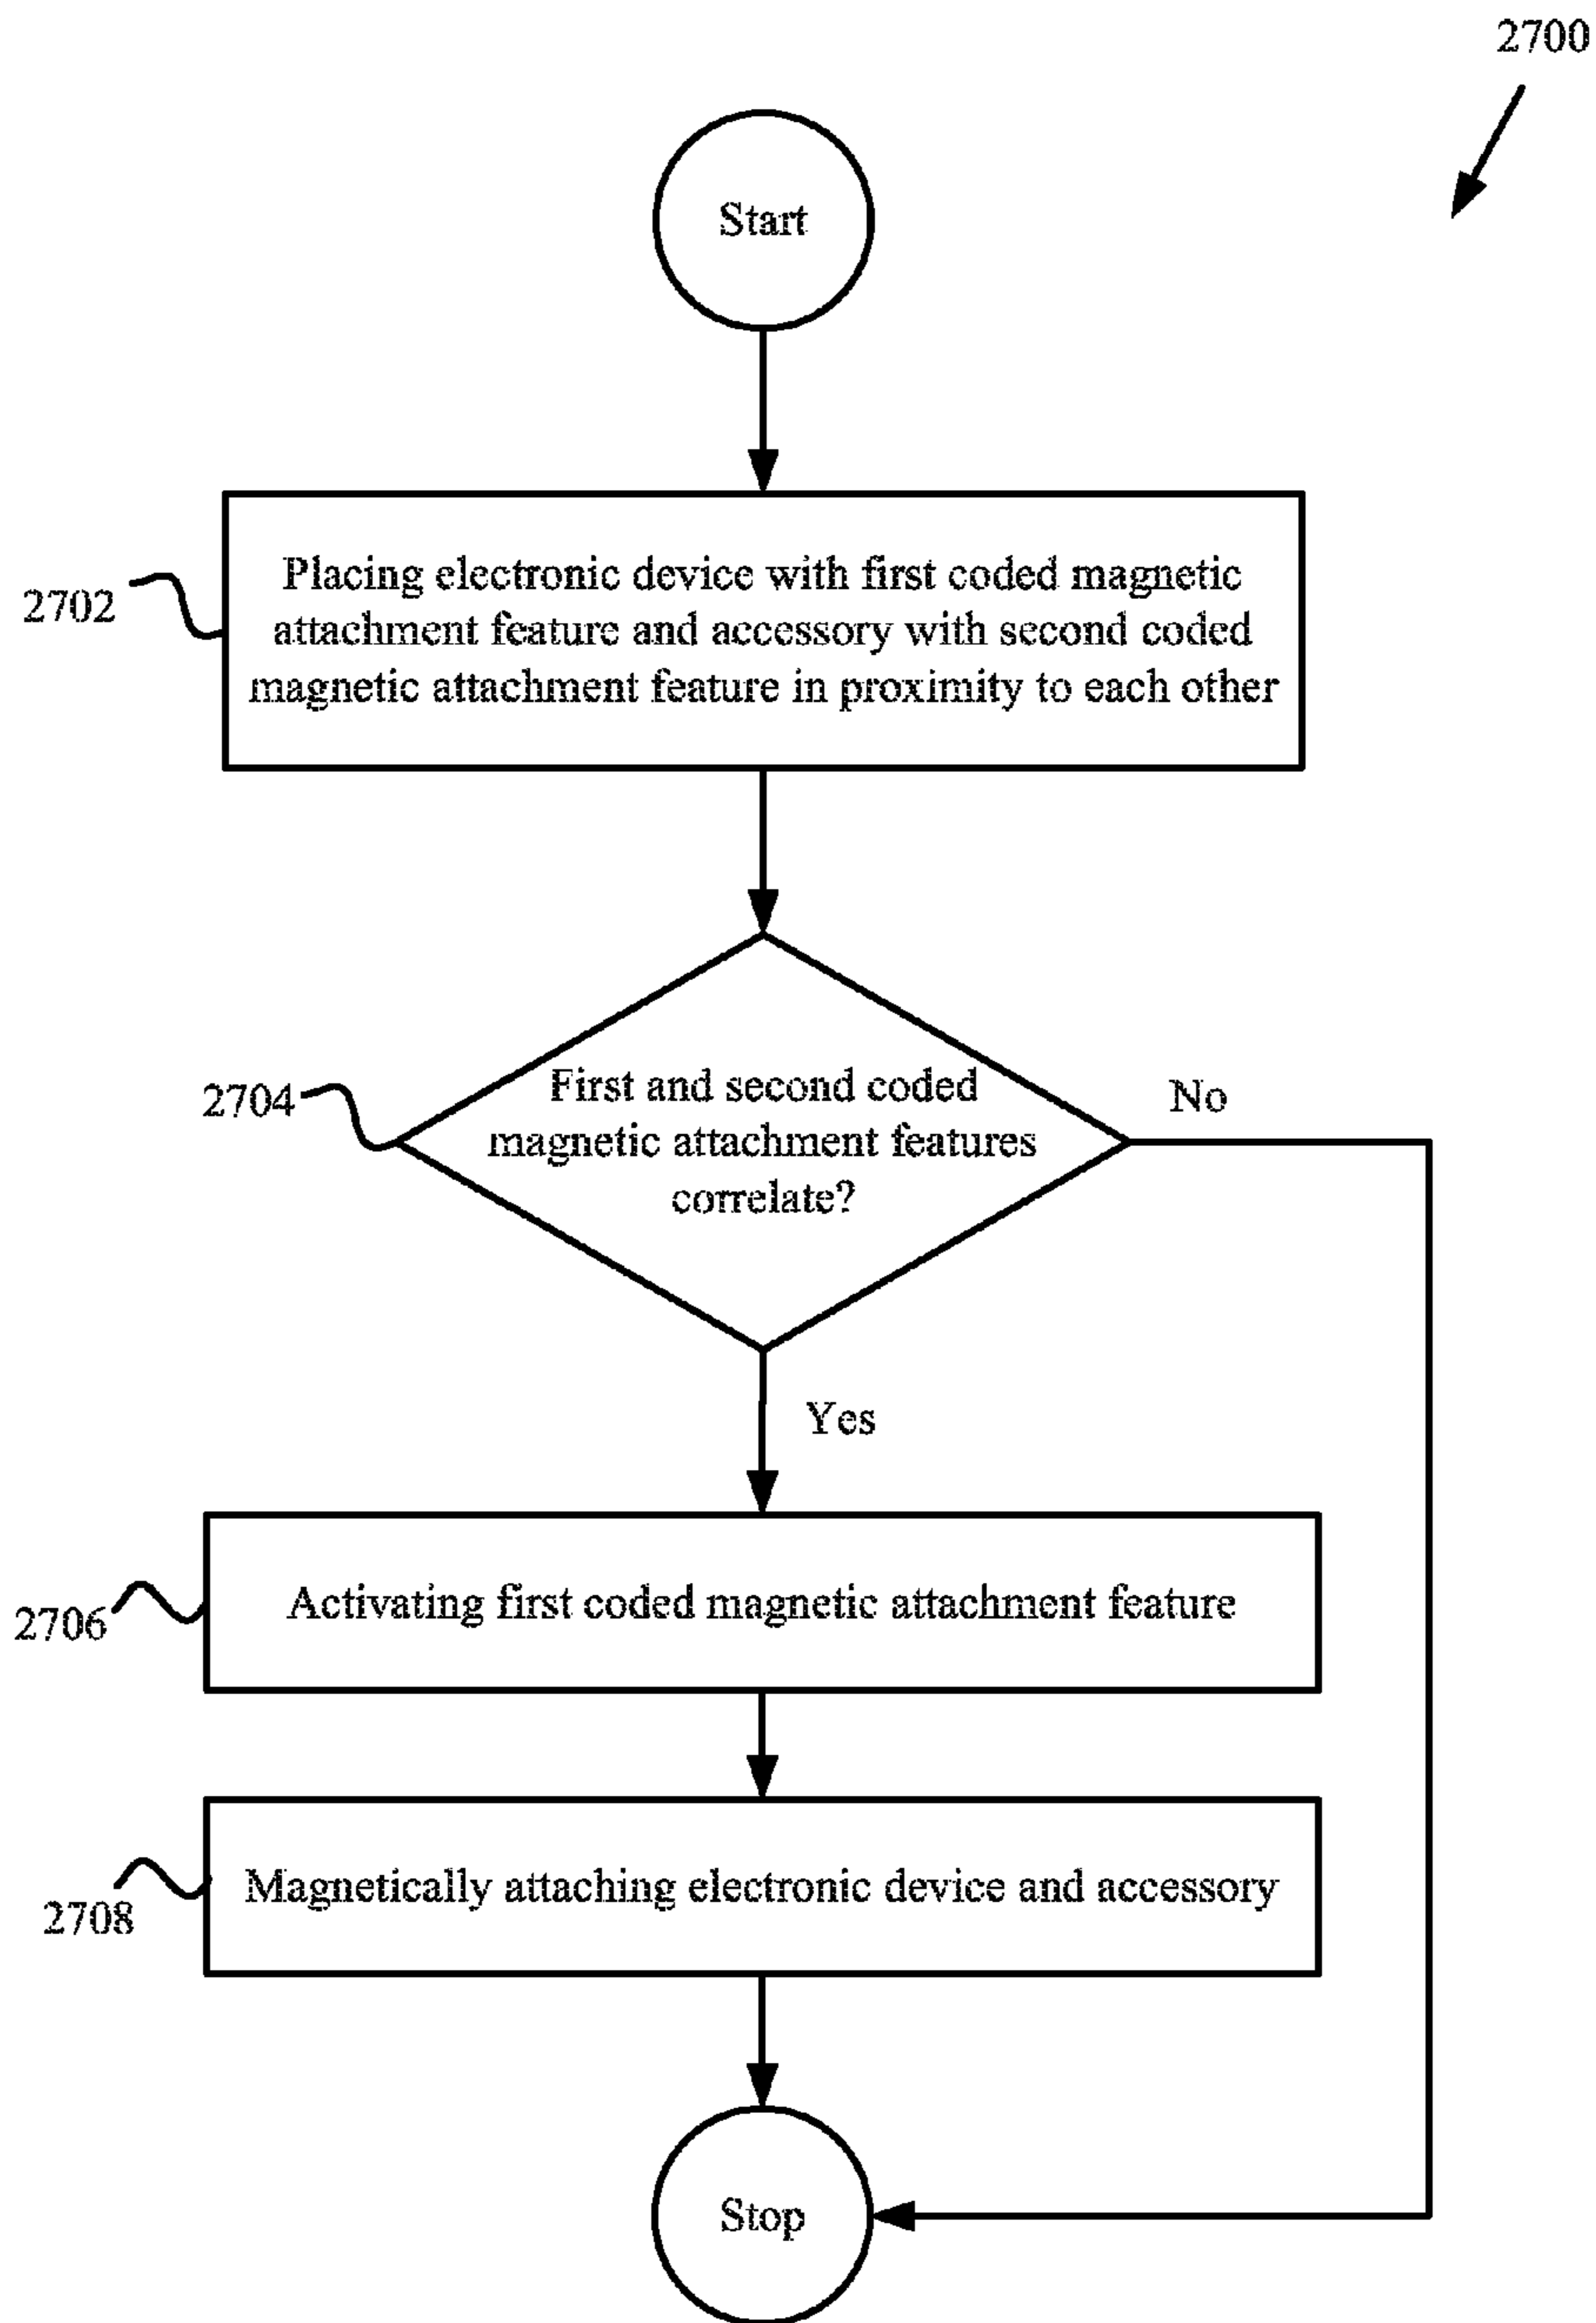 2700
Start
2702
Placing electronic device with first coded magnetic
attachment feature and accessory with second coded
magnetic attachment feature in proximity to each other
2704
First and second coded
magnetic attachment features
correlate?
No
Yes
2706
Activating first coded magnetic attachment feature
2708
Magnetically attaching electronic device and accessory
Stop